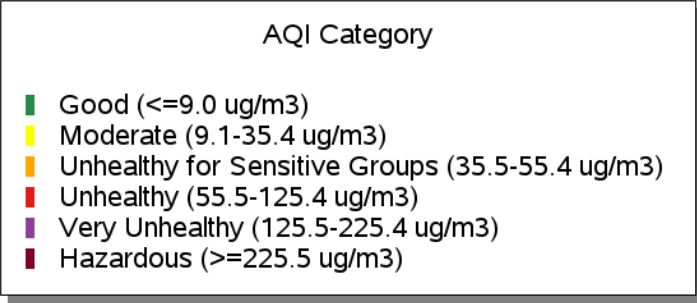 AQI Category
Good (<=9.0 ug/m3)
Moderate (9.1-35.4 ug/m3)
Unhealthy for Sensitive Groups (35.5-55.4 ug/m3)
Unhealthy (55.5-125.4 ug/m3)
Very Unhealthy (125.5-225.4 ug/m3)
Hazardous (>=225.5 ug/m3)